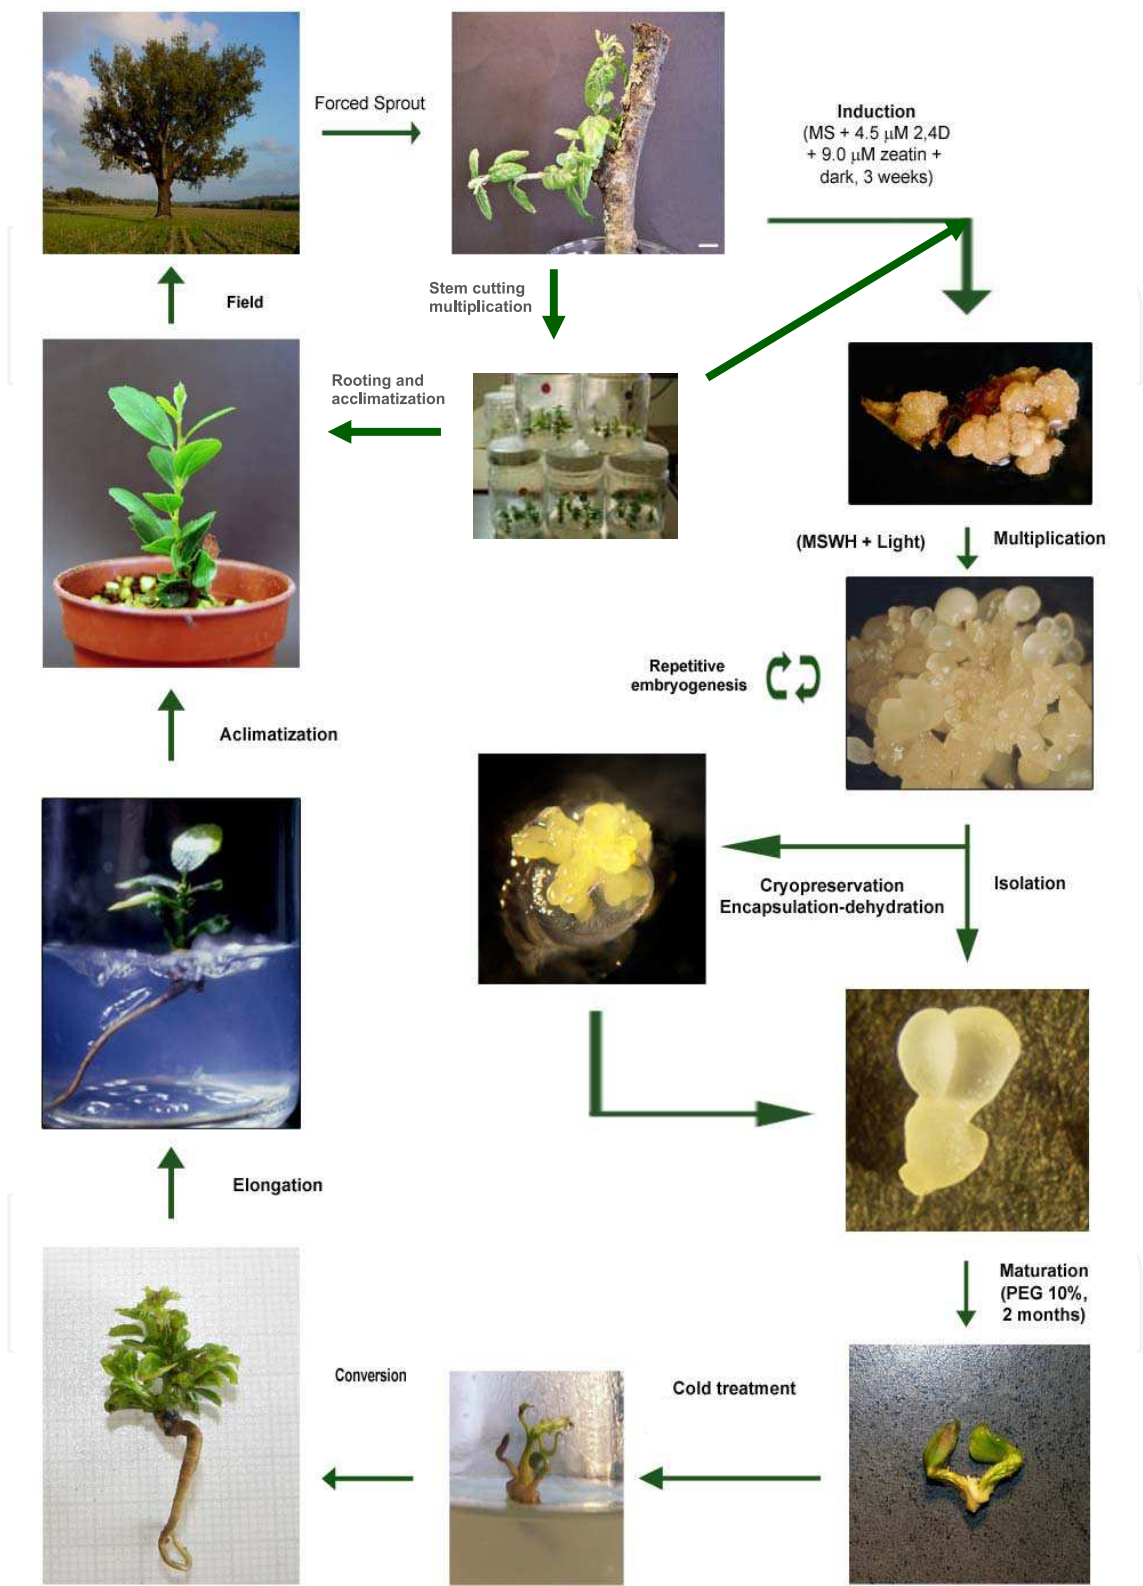 Forced Sprout
Induction
(MS + 4.5 μM 2,4D
+ 9.0 μM zeatin +
dark, 3 weeks)
Stem cutting
multiplication
Field
Rooting and
acclimatization
(MSWH + Light)
Multiplication
Repetitive
embryogenesis
Aclimatization
Cryopreservation
Encapsulation-dehydration
Isolation
Elongation
Maturation
(PEG 10%,
2 months)
Conversion
Cold treatment